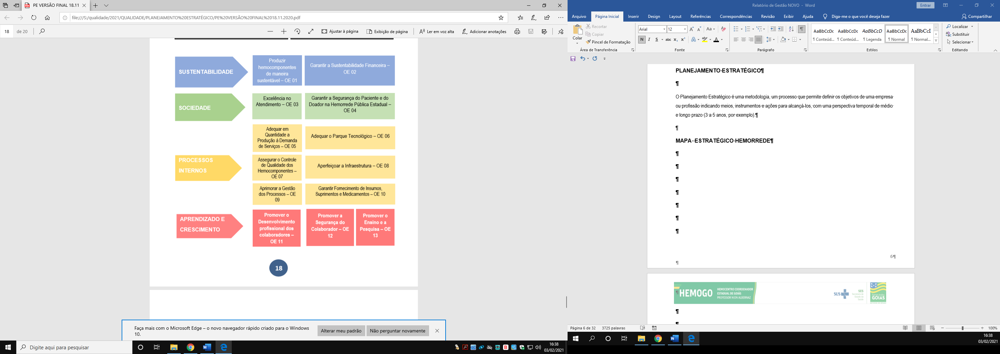 PE VERSÃO FINAL 18.11
file:///S:/qualidade/2021/QUALIDADE/PLANEJAMENTO%20ESTRATÉGICO/PE%20VERSÃO%20FINAL%2018.11.2020.pdf
18 de 20
Ajustar à página
Exibição de página
Ler em voz alta
Adicionar anotações
SUSTENTABILIDADE
Produzir
hemocomponentes
de maneira
sustentável – OE 01
Garantir a Sustentabilidade Financeira –
OE 02
SOCIEDADE
Excelência no
Atendimento – OE 03
Garantir a Segurança do Paciente e do
Doador na Hemorrede Pública Estadual –
OE 04
Adequar em
Quantidade a
Produção à Demanda
de Serviços – OE 05
Adequar o Parque Tecnológico – OE 06
PROCESSOS
INTERNOS
Assegurar o Controle
de Qualidade dos
Hemocomponentes –
OE 07
Aperfeiçoar a Infraestrutura – OE 08
Aprimorar a Gestão
dos Processos – OE
09
Garantir Fornecimento de Insumos,
Suprimentos e Medicamentos – OE 10
APRENDIZADO E
CRESCIMENTO
Promover o
Desenvolvimento
profissional dos
colaboradores –
OE 11
Promover a
Segurança do
Colaborador – OE
12
Promover o
Ensino e a
Pesquisa – OE
13
18
Faça mais com o Microsoft Edge – o novo navegador rápido criado para o Windows
10.
Alterar meu padrão
Não perguntar novamente
Digite aqui para pesquisar
16:38
03/02/2021
Relatório de Gestão NOVO - Word
Entrar
Arquivo Página Inicial Inserir Design Layout Referências Correspondências Revisão Exibir Ajuda Diga-me o que você deseja fazer Compartilhar
Colar
Recortar
Copiar
Pincel de Formatação
Área de Transferência
Arial 12
Fonte
Parágrafo
AaBbCcDc AaBbCcDc AaBbCcD AaBbCcDc AaBbCcI
¶ Conteúd... ¶ Conteúd... ¶ Legenda ¶ Normal ¶ Normal...
Estilos
Localizar
Substituir
Selecionar
Editando
PLANEJAMENTO·ESTRATÉGICO¶
¶
O·Planejamento·Estratégico·é·uma·metodologia,·um·processo·que·permite·definir·os·objetivos·de·uma·empresa·
ou·profissão·indicando·meios,·instrumentos·e·ações·para·alcançá-los,·com·uma·perspectiva·temporal·de·médio·
e·longo·prazo·(3·a·5·anos,·por·exemplo).¶
¶
MAPA··ESTRATÉGICO·HEMORREDE¶
¶
¶
¶
¶
¶
¶
¶
6¶
¶
¶
HEMOGO
HEMOCENTRO COORDENADOR
ESTADUAL DE GOIÁS
PROFESSOR NION ALBERNAZ
SUS
SES
Secretaria de
Estado da
Saúde
GOIÁS
¶
¶
Página 6 de 32 3725 palavras
100%
16:38
03/02/2021